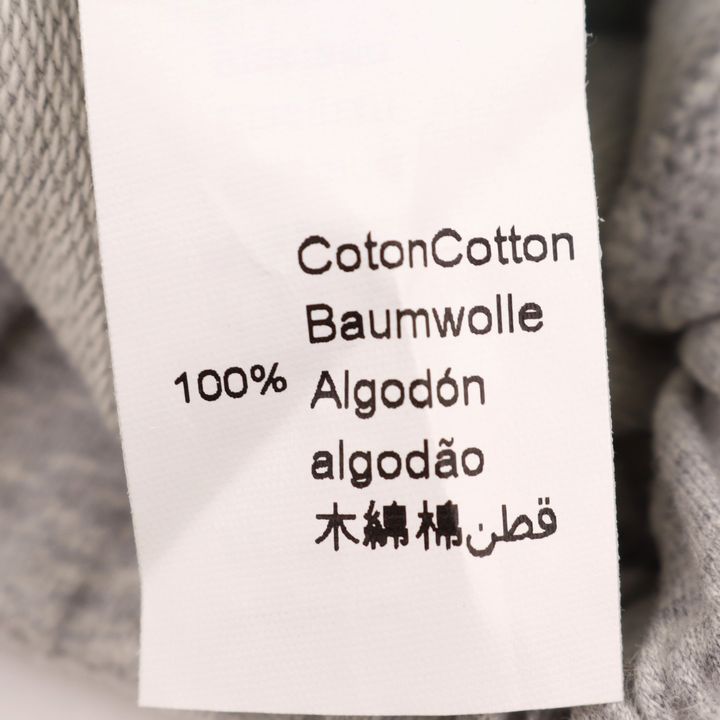 CotonCotton
Baumwolle
100% Algodón
algodão
木綿棉قطن